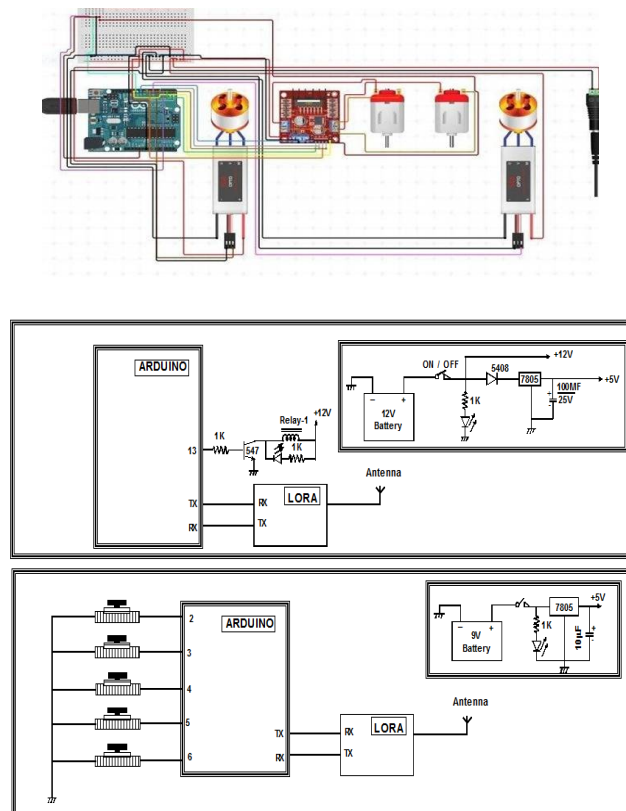 ARDUINO
13
1K
547
Relay-1
+12V
1K
TX
RX
RX
TX
LORA
Antenna
ON / OFF
+12V
5408
7805
+5V
1K
100MF
25V
12V
Battery
- +
+
-
2
3
4
5
6
ARDUINO
TX
RX
RX
TX
LORA
Antenna
7805
+5V
1K
10µF
+
-
- +
9V
Battery